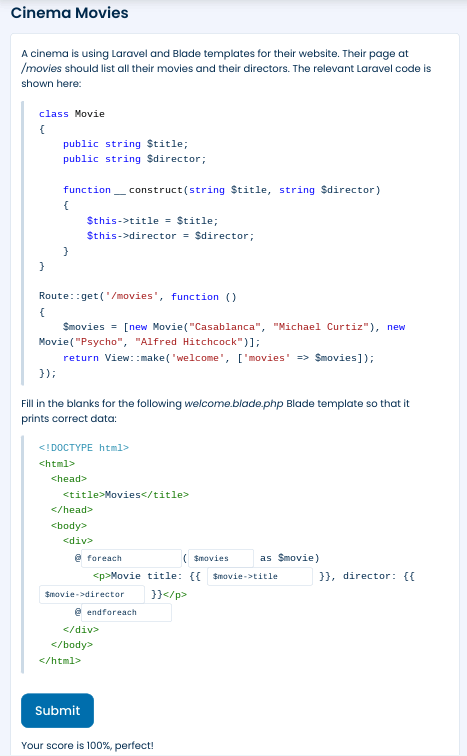 Cinema Movies
A cinema is using Laravel and Blade templates for their website. Their page at
/movies should list all their movies and their directors. The relevant Laravel code is
shown here:
class Movie
{
    public string $title;
    public string $director;

    function __ construct(string $title, string $director)
    {
        $this->title = $title;
        $this->director = $director;
    }
}

Route::get('/movies', function ()
{
    $movies = [new Movie("Casablanca", "Michael Curtiz"), new
Movie("Psycho", "Alfred Hitchcock")];
    return View::make('welcome', ['movies' => $movies]);
});
Fill in the blanks for the following welcome.blade.php Blade template so that it
prints correct data:
<!DOCTYPE html>
<html>
  <head>
    <title>Movies</title>
  </head>
  <body>
    <div>
      @ foreach ( $movies as $movie)
         <p>Movie title: {{ $movie->title }}, director: {{
$movie->director }}</p>
      @ endforeach
    </div>
  </body>
</html>
Submit
Your score is 100%, perfect!